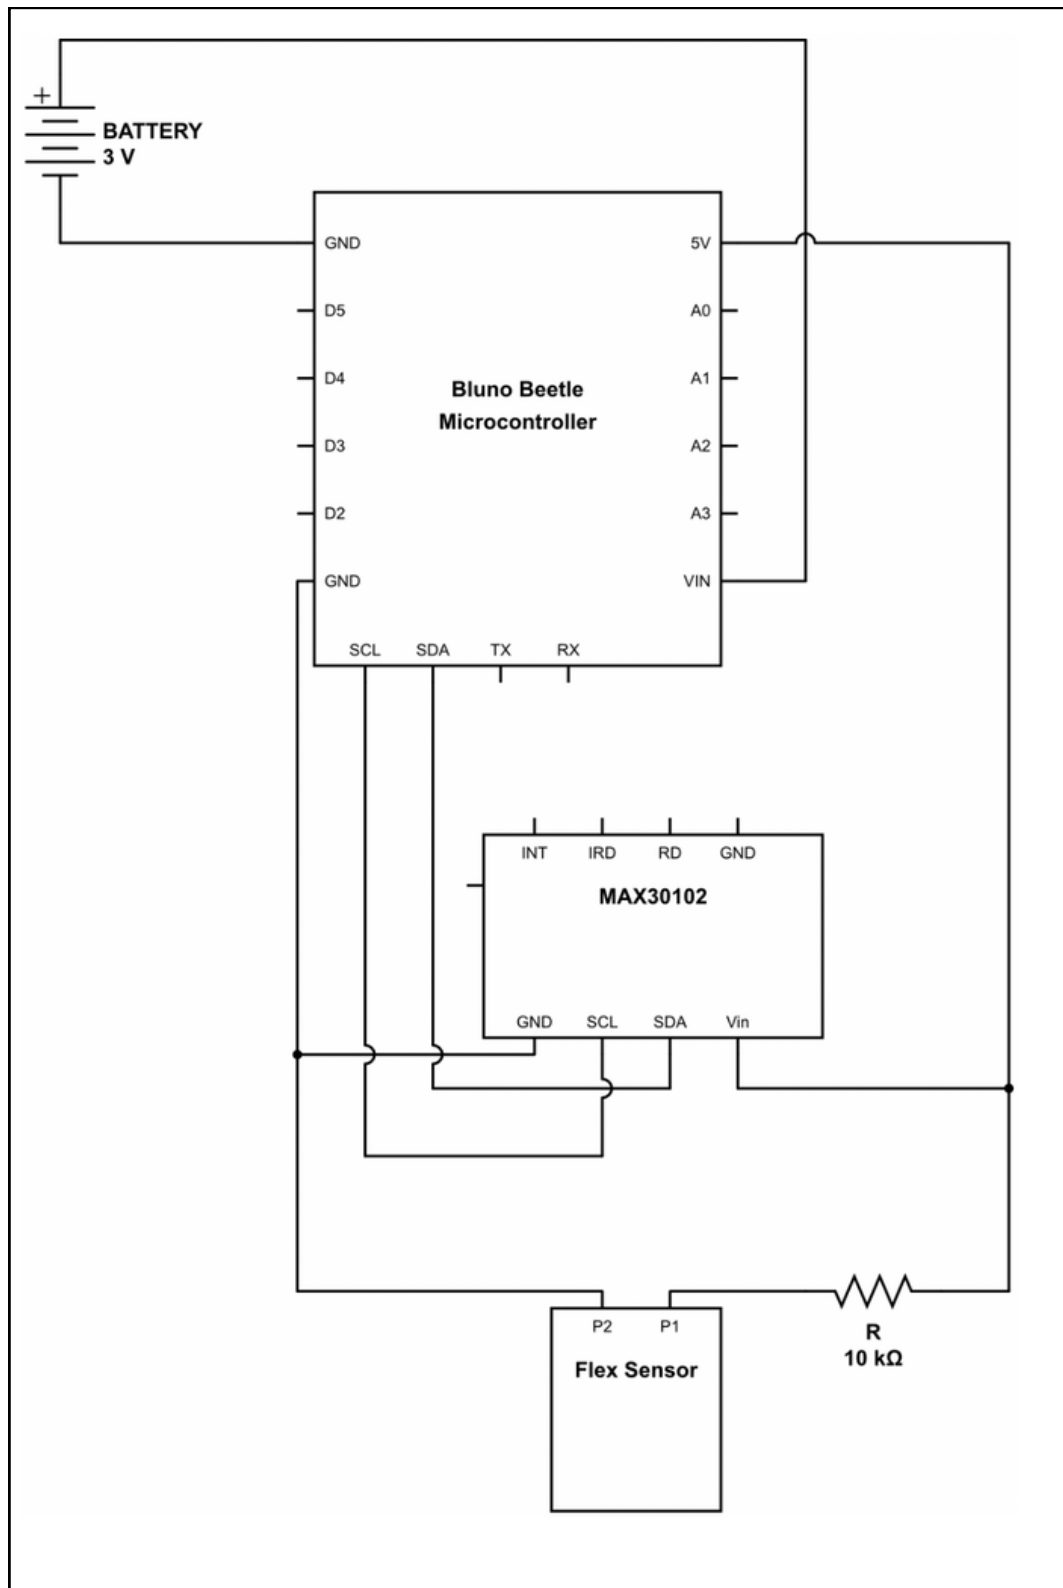 +
BATTERY
3 V
GND
5V
D5
A0
D4
A1
Bluno Beetle
Microcontroller
D3
A2
D2
A3
GND
VIN
SCL SDA TX RX
INT IRD RD GND
MAX30102
GND SCL SDA Vin
P2 P1
R
10 kΩ
Flex Sensor